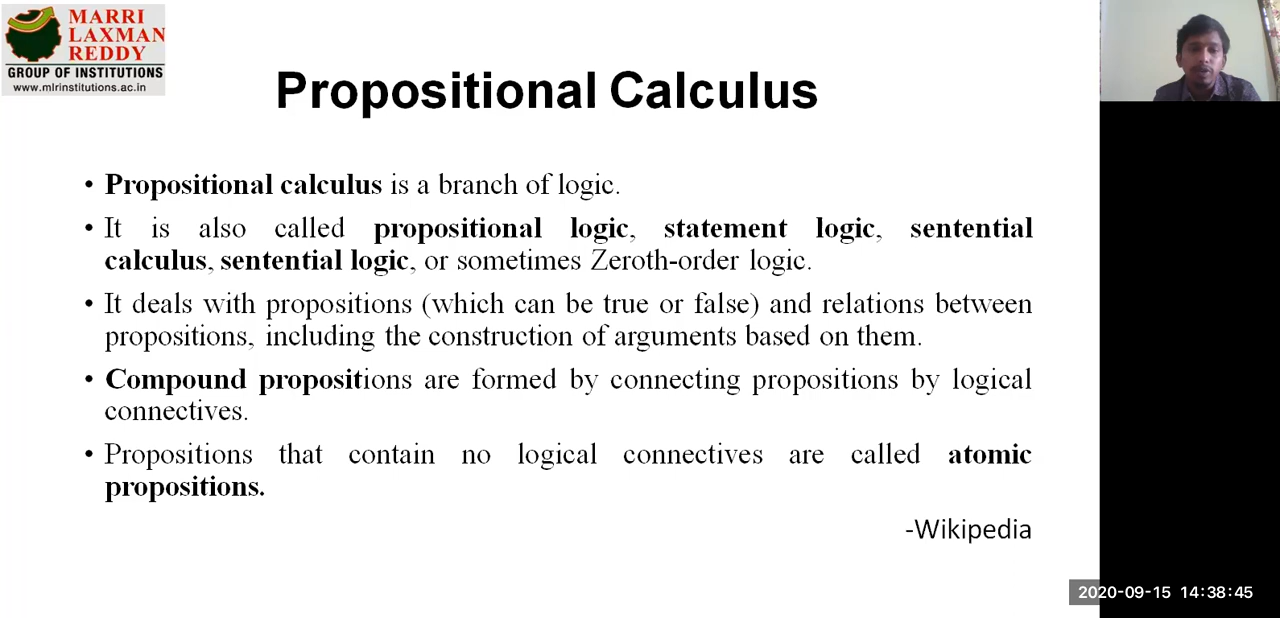 MARRI
LAXMAN
REDDY
GROUP OF INSTITUTIONS
www.mlrinstitutions.ac.in
Propositional Calculus
• Propositional calculus is a branch of logic.
• It is also called propositional logic, statement logic, sentential
calculus, sentential logic, or sometimes Zeroth-order logic.
• It deals with propositions (which can be true or false) and relations between
propositions, including the construction of arguments based on them.
• Compound propositions are formed by connecting propositions by logical
connectives.
• Propositions that contain no logical connectives are called atomic
propositions.
-Wikipedia
2020-09-15 14:38:45